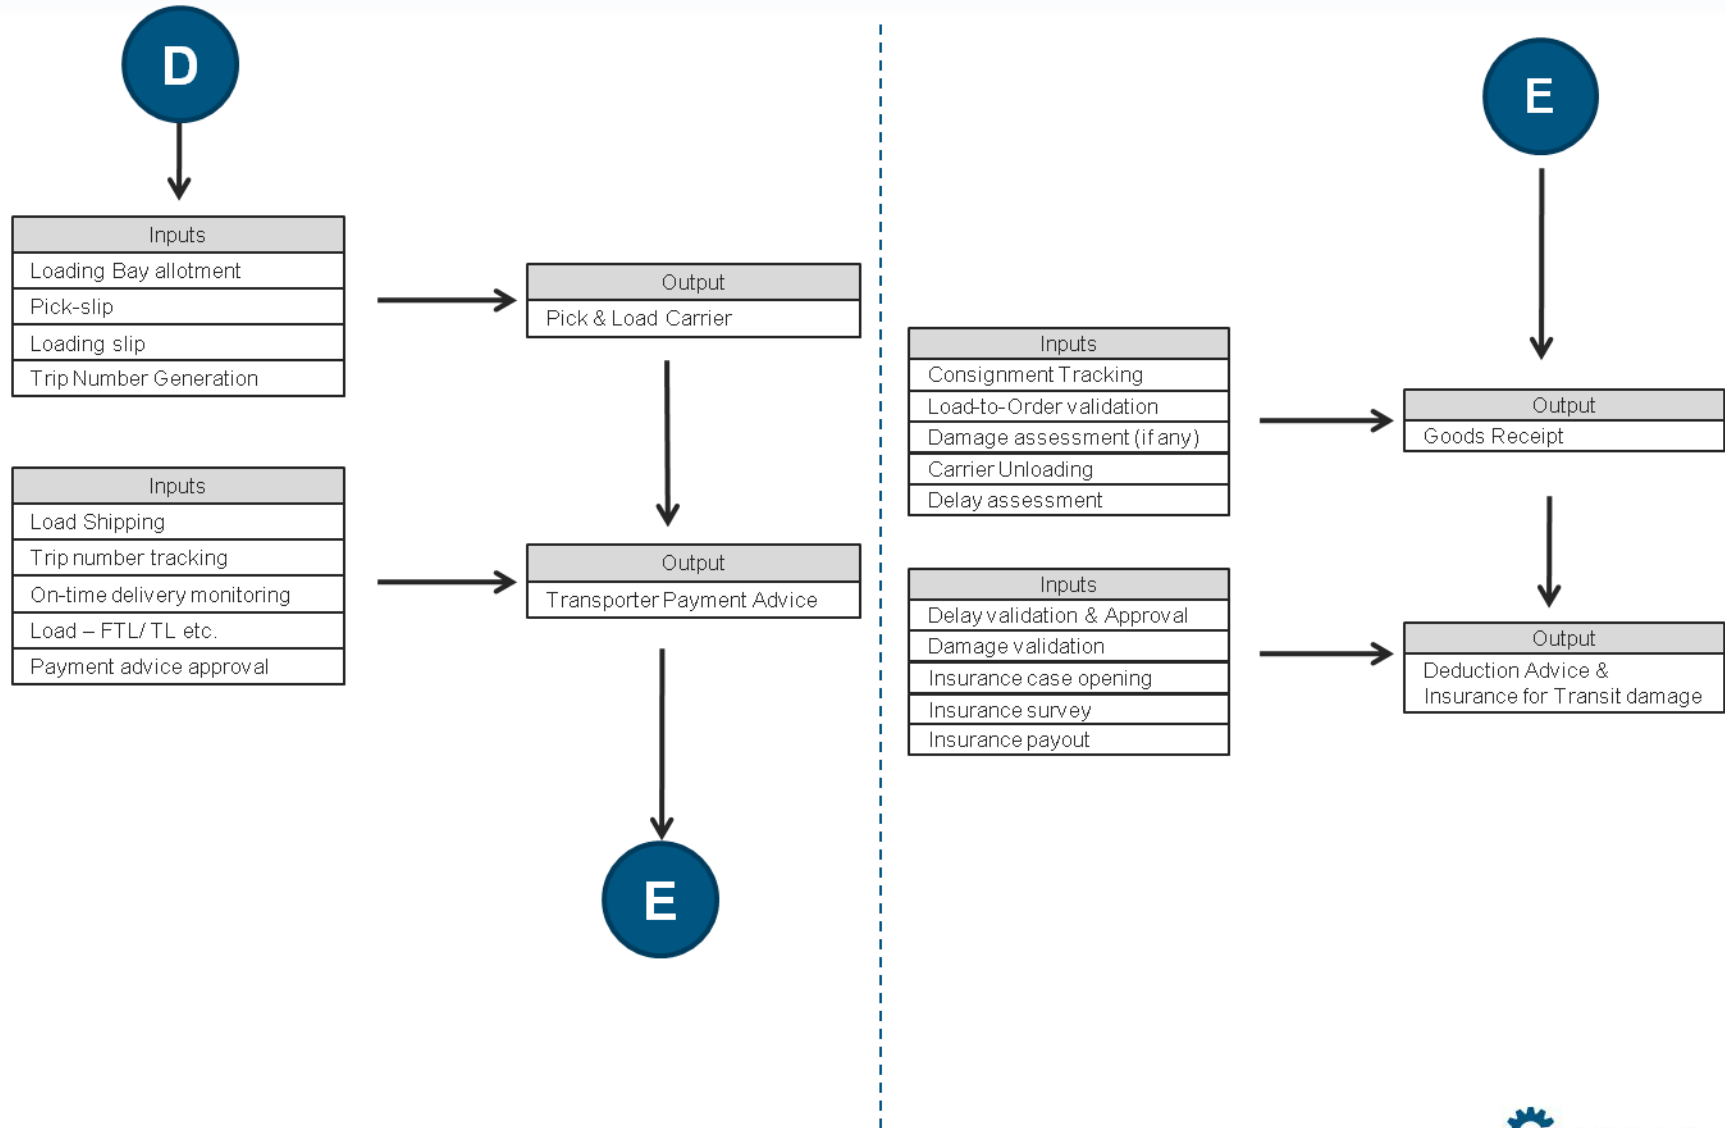 D
Inputs
Loading Bay allotment
Pick-slip
Loading slip
Trip Number Generation
Output
Pick & Load Carrier
Inputs
Load Shipping
Trip number tracking
On-time delivery monitoring
Load – FTL/ TL etc.
Payment advice approval
Output
Transporter Payment Advice
E
E
Inputs
Consignment Tracking
Load-to-Order validation
Damage assessment (if any)
Carrier Unloading
Delay assessment
Output
Goods Receipt
Inputs
Delay validation & Approval
Damage validation
Insurance case opening
Insurance survey
Insurance payout
Output
Deduction Advice &
Insurance for Transit damage